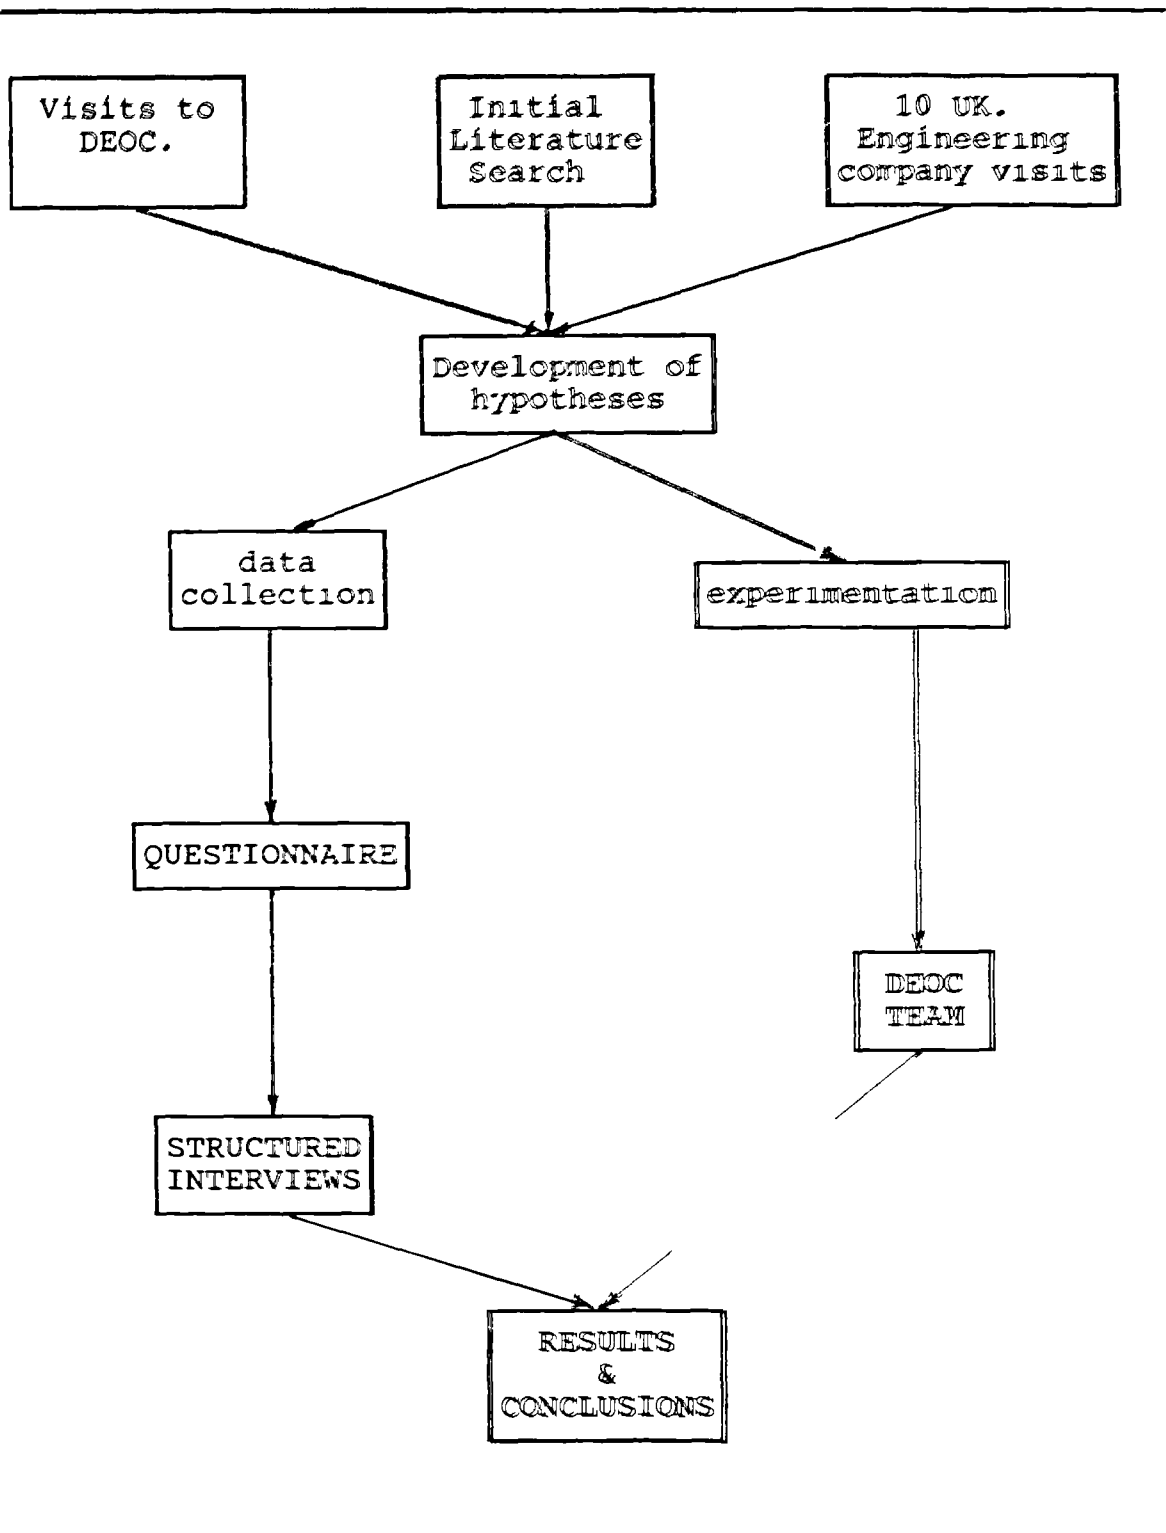 Visits to
DEOC.
Initial
Literature
Search
10 UK.
Engineering
company visits
Development of
hypotheses
data
collection
experimentation
QUESTIONNAIRE
DEOC
TEAM
STRUCTURED
INTERVIEWS
RESULTS
&
CONCLUSIONS